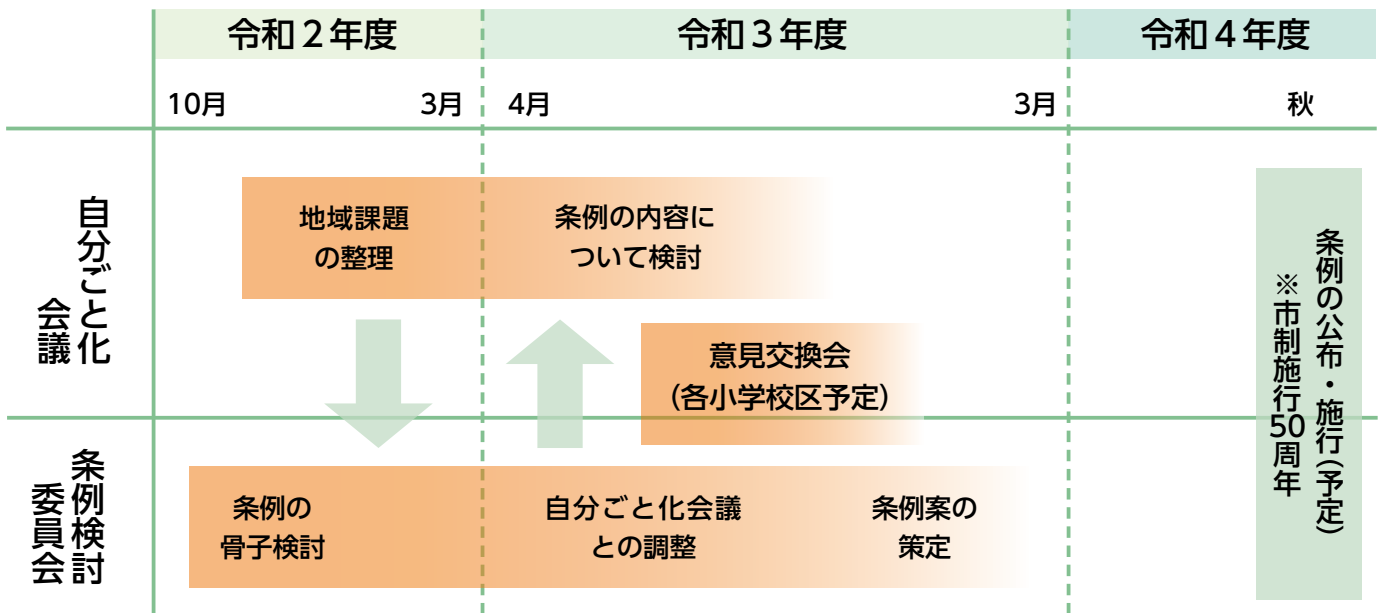 令和2年度
令和3年度
令和4年度
10月
3月
4月
3月
秋
自分ごと化
会議
地域課題
の整理
条例の内容に
ついて検討
意見交換会
（各小学校区予定）
条例検討
委員会
条例の
骨子検討
自分ごと化会議
との調整
条例案の
策定
条例の公布・施行（予定）
※市制施行50周年